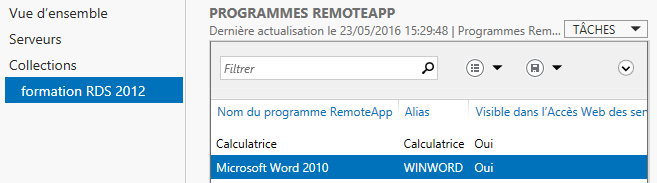 Vue d'ensemble
Serveurs
Collections
formation RDS 2012
PROGRAMMES REMOTEAPP
Dernière actualisation le 23/05/2016 15:29:48 | Programmes Rem... TÂCHES
Filtrer
Nom du programme RemoteApp Alias Visible dans l'Accès Web des ser
Calculatrice Calculatrice Oui
Microsoft Word 2010 WINWORD Oui